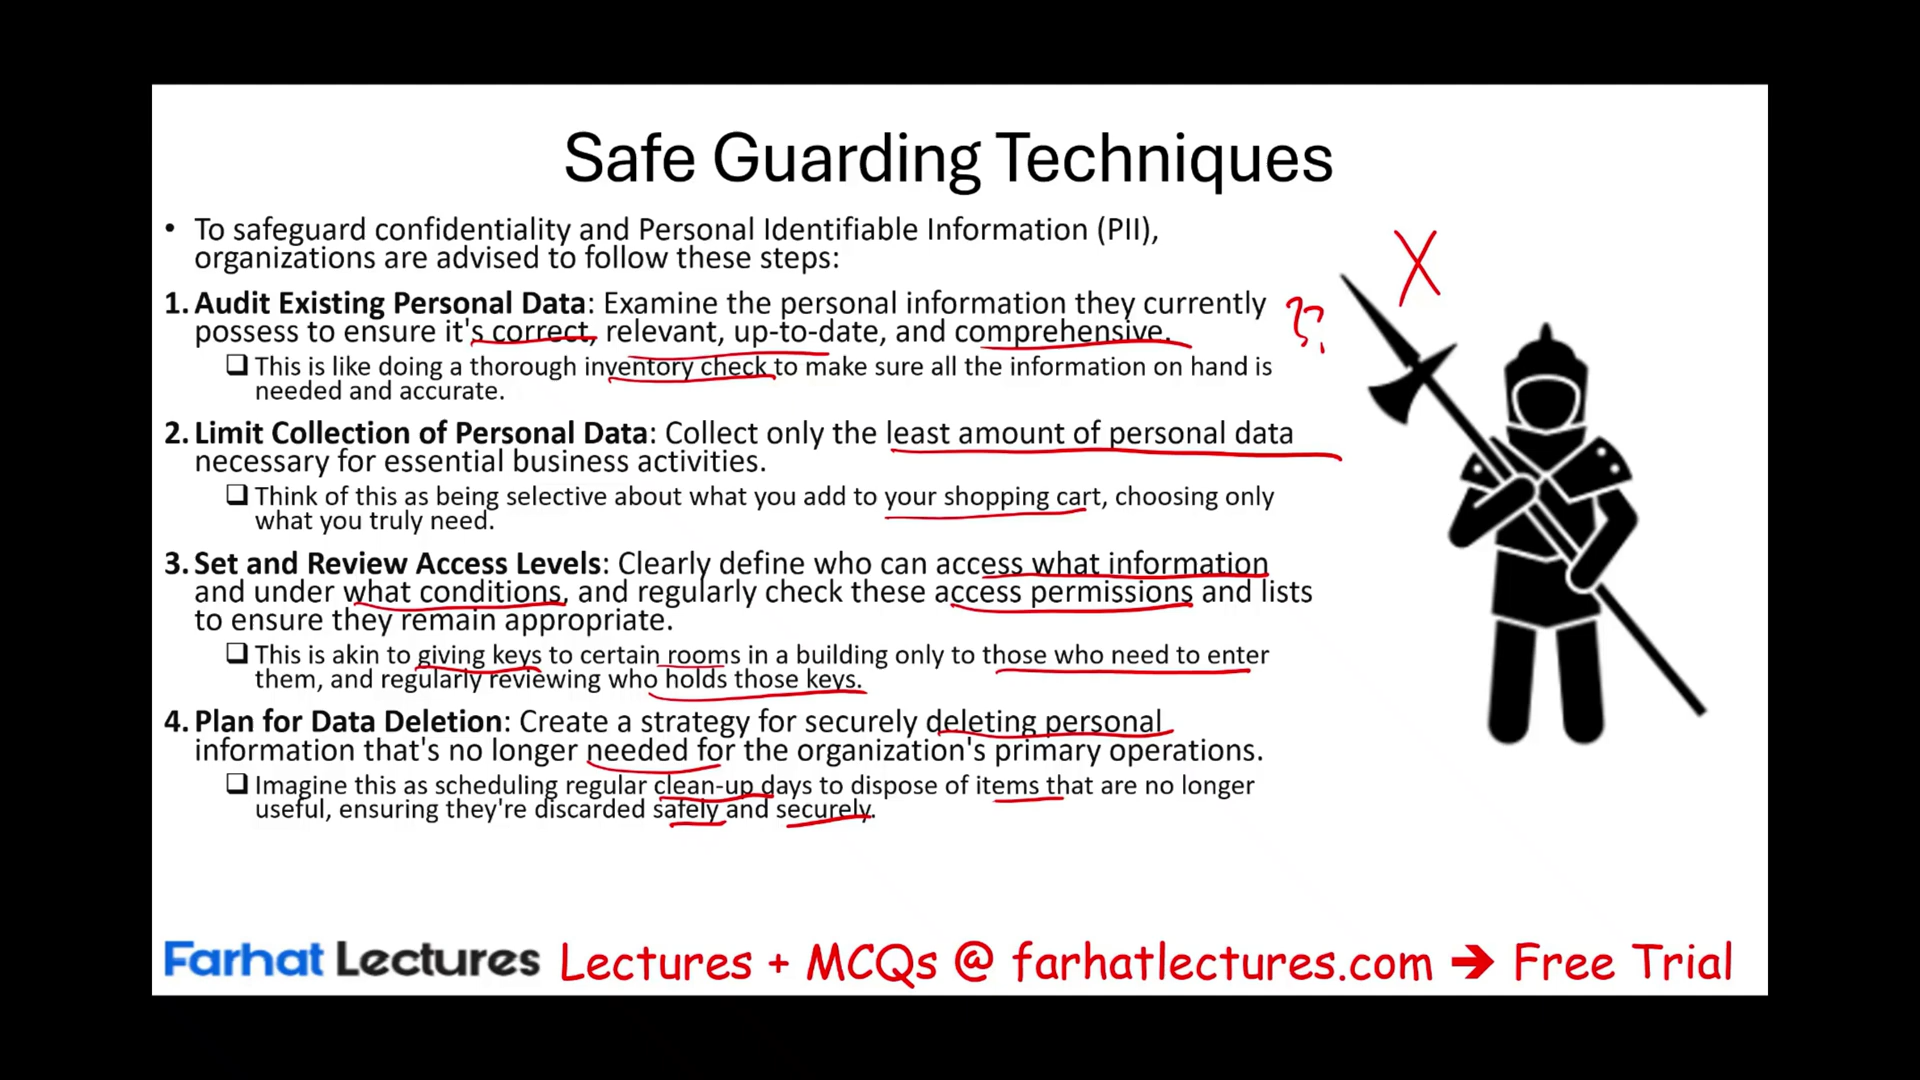 Safe Guarding Techniques
• To safeguard confidentiality and Personal Identifiable Information (PII),
organizations are advised to follow these steps:
1. Audit Existing Personal Data: Examine the personal information they currently
possess to ensure it's correct, relevant, up-to-date, and comprehensive.
❑ This is like doing a thorough inventory check to make sure all the information on hand is
needed and accurate.
2. Limit Collection of Personal Data: Collect only the least amount of personal data
necessary for essential business activities.
❑ Think of this as being selective about what you add to your shopping cart, choosing only
what you truly need.
3. Set and Review Access Levels: Clearly define who can access what information
and under what conditions, and regularly check these access permissions and lists
to ensure they remain appropriate.
❑ This is akin to giving keys to certain rooms in a building only to those who need to enter
them, and regularly reviewing who holds those keys.
4. Plan for Data Deletion: Create a strategy for securely deleting personal
information that's no longer needed for the organization's primary operations.
❑ Imagine this as scheduling regular clean-up days to dispose of items that are no longer
useful, ensuring they're discarded safely and securely.
X
Farhat Lectures Lectures + MCQs @ farhatlectures.com → Free Trial